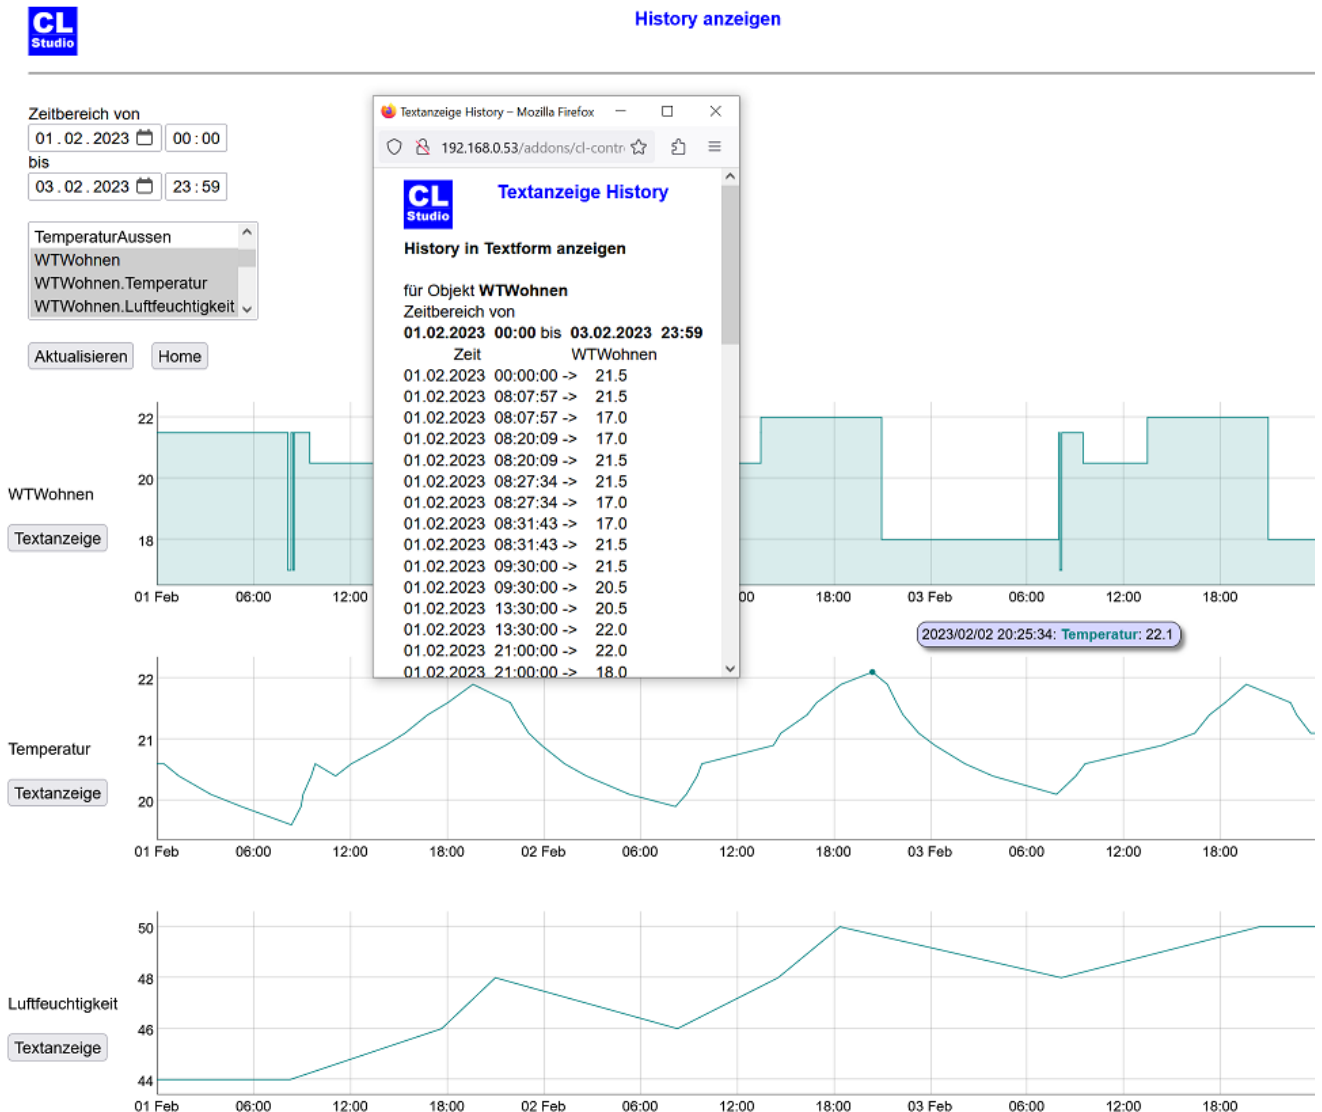 CL
Studio
History anzeigen
Zeitbereich von
01.02.2023 00:00
bis
03.02.2023 23:59
TemperaturAussen
WTWohnen
WTWohnen.Temperatur
WTWohnen.Luftfeuchtigkeit
Aktualisieren Home
Textanzeige History – Mozilla Firefox
192.168.0.53/addons/cl-contr
CL
Studio
Textanzeige History
History in Textform anzeigen
für Objekt WTWohnen
Zeitbereich von
01.02.2023 00:00 bis 03.02.2023 23:59
Zeit WTWohnen
01.02.2023 00:00:00 -> 21.5
01.02.2023 08:07:57 -> 21.5
01.02.2023 08:07:57 -> 17.0
01.02.2023 08:20:09 -> 17.0
01.02.2023 08:20:09 -> 21.5
01.02.2023 08:27:34 -> 21.5
01.02.2023 08:27:34 -> 17.0
01.02.2023 08:31:43 -> 17.0
01.02.2023 08:31:43 -> 21.5
01.02.2023 09:30:00 -> 21.5
01.02.2023 09:30:00 -> 20.5
01.02.2023 13:30:00 -> 20.5
01.02.2023 13:30:00 -> 22.0
01.02.2023 21:00:00 -> 22.0
01.02.2023 21:00:00 -> 18.0
WTWohnen
Textanzeige
22
20
18
01 Feb 06:00 12:00 00 18:00 03 Feb 06:00 12:00 18:00
2023/02/02 20:25:34: Temperatur: 22.1
Temperatur
Textanzeige
22
21
20
01 Feb 06:00 12:00 18:00 02 Feb 06:00 12:00 18:00 03 Feb 06:00 12:00 18:00
Luftfeuchtigkeit
Textanzeige
50
48
46
44
01 Feb 06:00 12:00 18:00 02 Feb 06:00 12:00 18:00 03 Feb 06:00 12:00 18:00